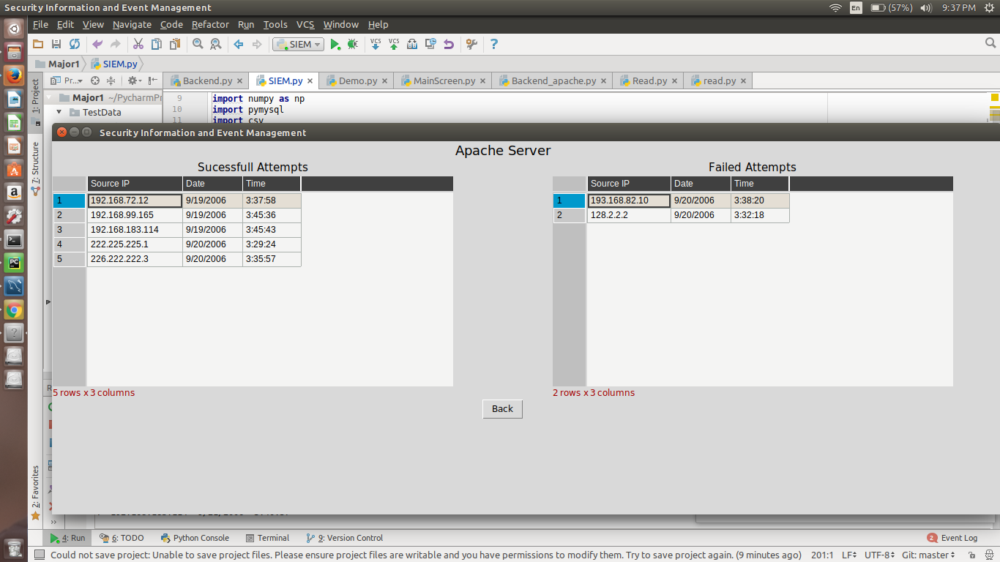 Security Information and Event Management
En (57%) 9:37 PM
File Edit View Navigate Code Refactor Run Tools VCS Window Help
SIEM
VCS VCS
Major1 SIEM.py
1: Project
Pr...
Backend.py SIEM.py Demo.py MainScreen.py Backend_apache.py Read.py read.py
Major1 ~/PycharmPr
TestData
9 import numpy as np
10 import pymysql
11 import csv
Security Information and Event Management
7: Structure
Apache Server
Sucessfull Attempts Failed Attempts
Source IP Date Time Source IP Date Time
1 192.168.72.12 9/19/2006 3:37:58 1 193.168.82.10 9/20/2006 3:38:20
2 192.168.99.165 9/19/2006 3:45:36 2 128.2.2.2 9/20/2006 3:32:18
3 192.168.183.114 9/19/2006 3:45:43
4 222.225.225.1 9/20/2006 3:29:24
5 226.222.222.3 9/20/2006 3:35:57
5 rows x 3 columns 2 rows x 3 columns
Back
2: Favorites
4: Run 6: TODO Python Console Terminal 9: Version Control 2 Event Log
Could not save project: Unable to save project files. Please ensure project files are writable and you have permissions to modify them. Try to save project again. (9 minutes ago) 201:1 LF UTF-8 Git: master